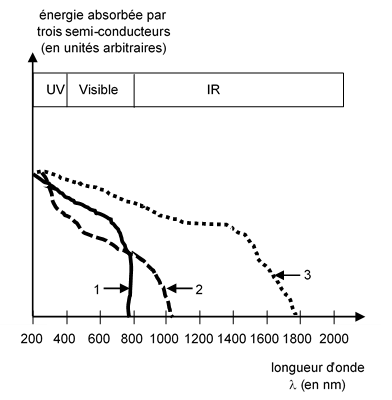 énergie absorbée par
trois semi-conducteurs
(en unités arbitraires)
UV Visible IR
3
1 2
200 400 600 800 1000 1200 1400 1600 1800 2000
longueur d'onde
λ (en nm)